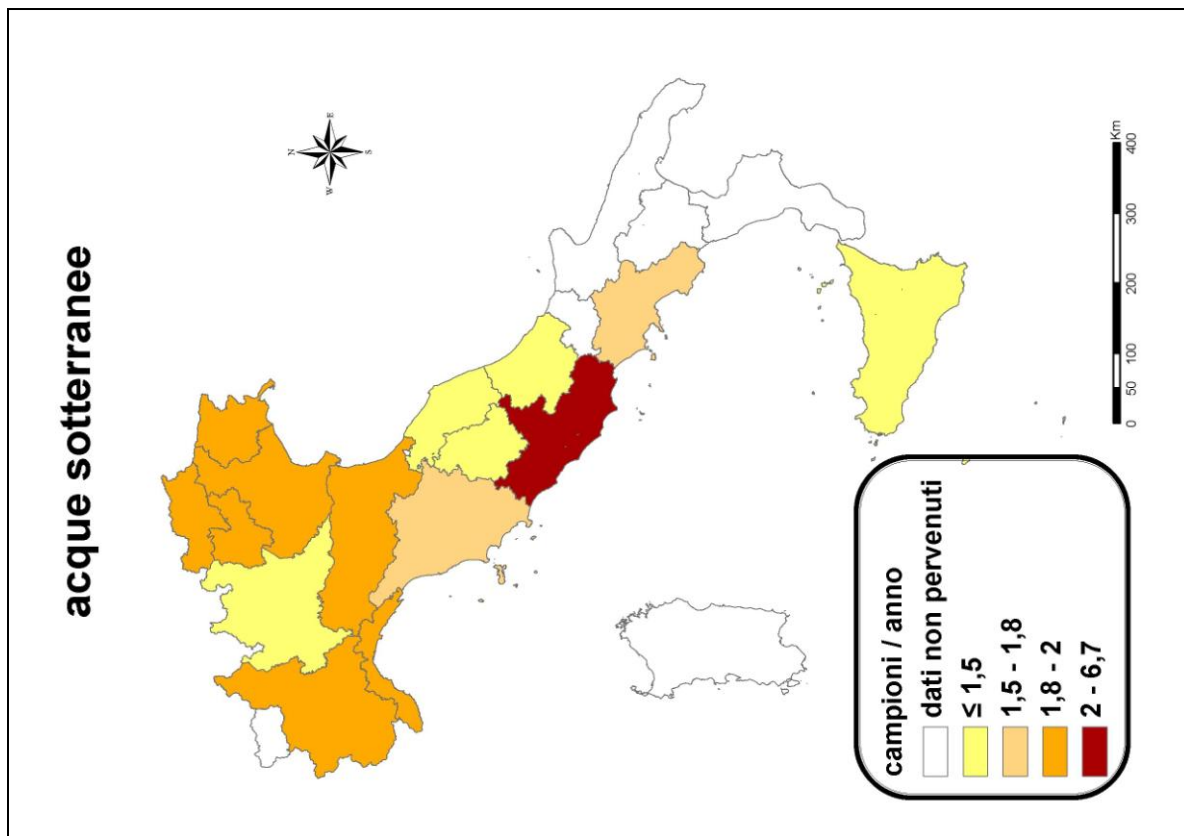 acque sotterranee
N
W
E
S
campioni / anno
dati non pervenuti
≤ 1,5
1,5 - 1,8
1,8 - 2
2 - 6,7
0 50 100 200 300 400
Km